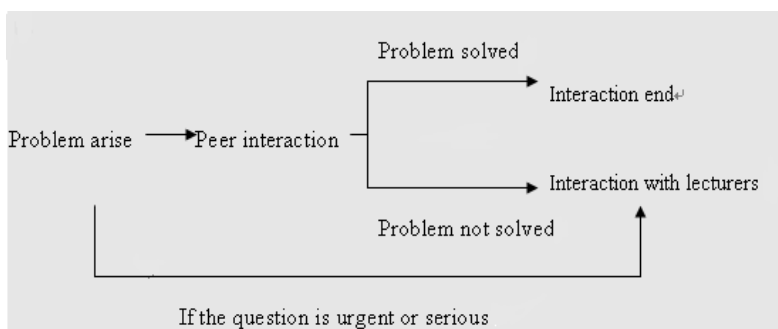 Problem solved
Interaction end↵
Problem arise
Peer interaction
Interaction with lecturers
Problem not solved
If the question is urgent or serious